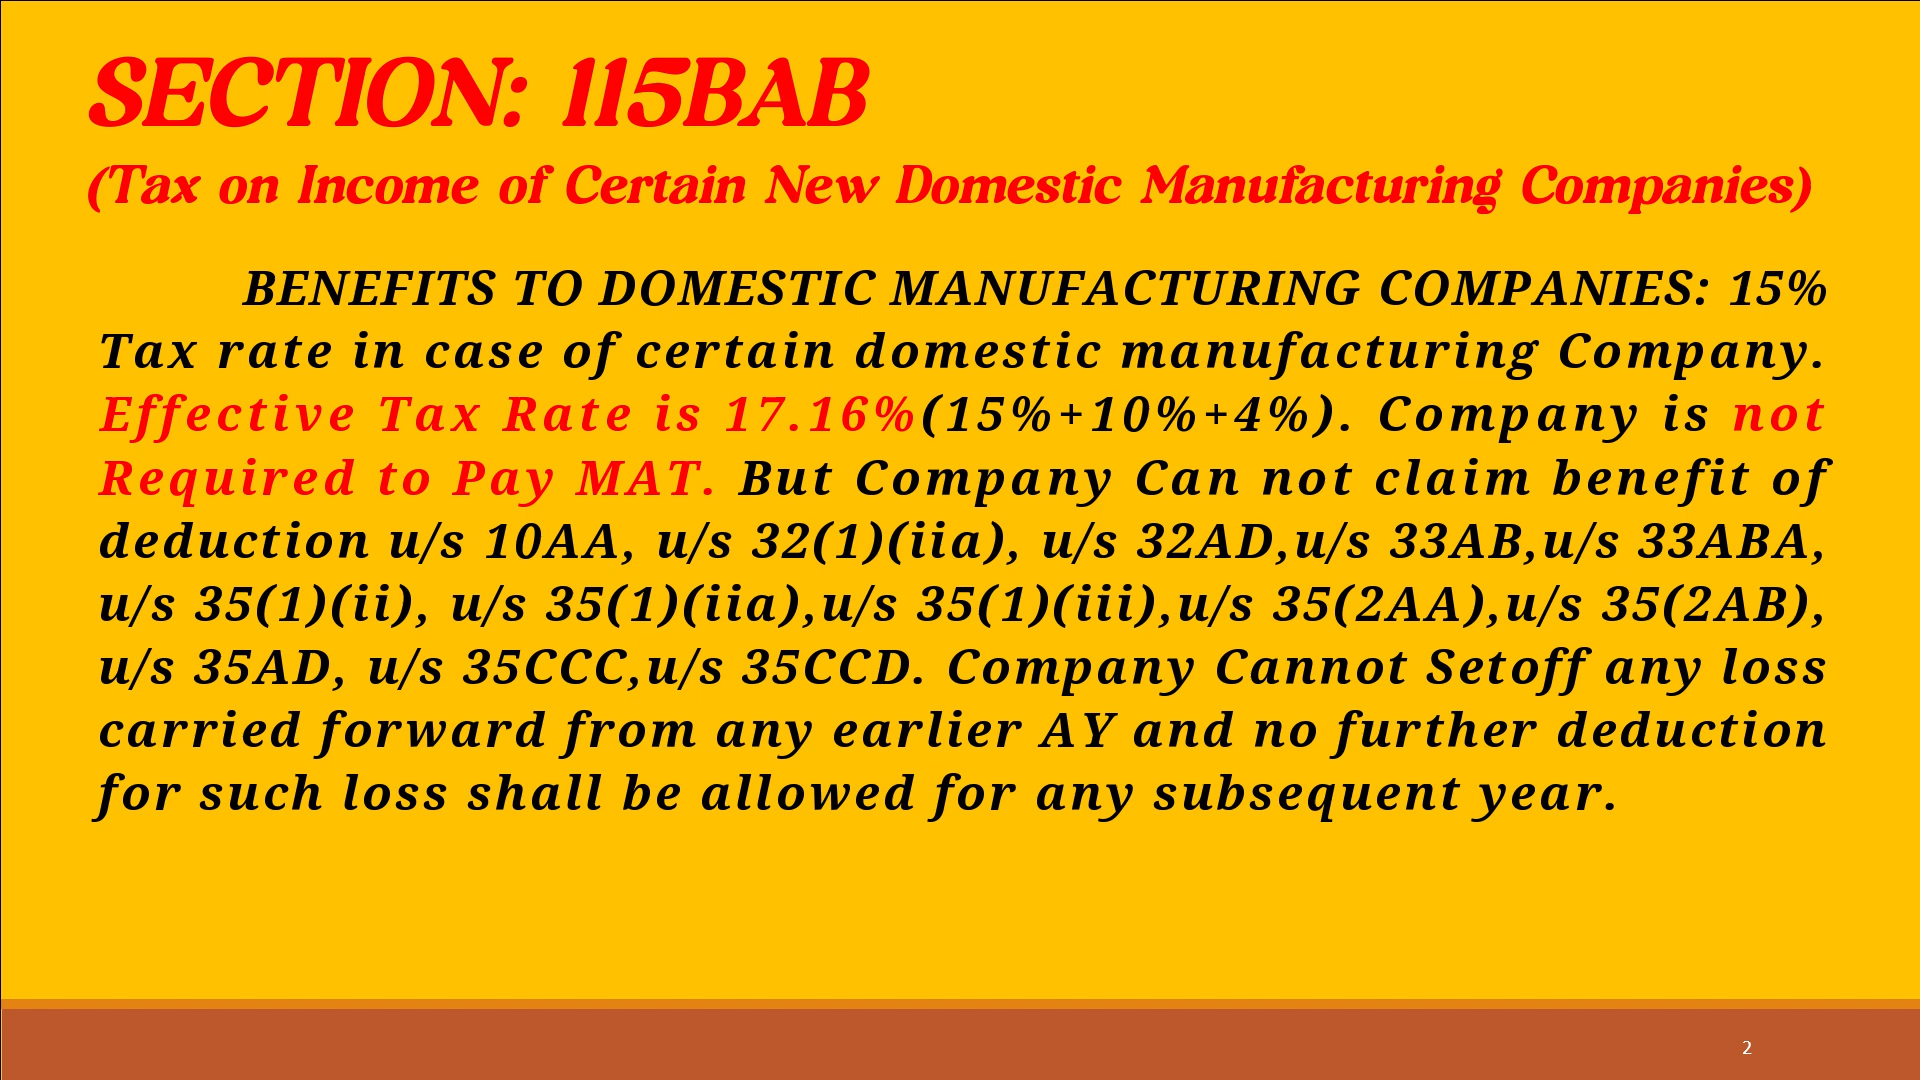 SECTION: 115BAB
(Tax on Income of Certain New Domestic Manufacturing Companies)
BENEFITS TO DOMESTIC MANUFACTURING COMPANIES: 15%
Tax rate in case of certain domestic manufacturing Company.
Effective Tax Rate is 17.16%(15%+10%+4%). Company is not
Required to Pay MAT. But Company Can not claim benefit of
deduction u/s 10AA, u/s 32(1)(iia), u/s 32AD,u/s 33AB,u/s 33ABA,
u/s 35(1)(ii), u/s 35(1)(iia),u/s 35(1)(iii),u/s 35(2AA),u/s 35(2AB),
u/s 35AD, u/s 35CCC,u/s 35CCD. Company Cannot Setoff any loss
carried forward from any earlier AY and no further deduction
for such loss shall be allowed for any subsequent year.
2